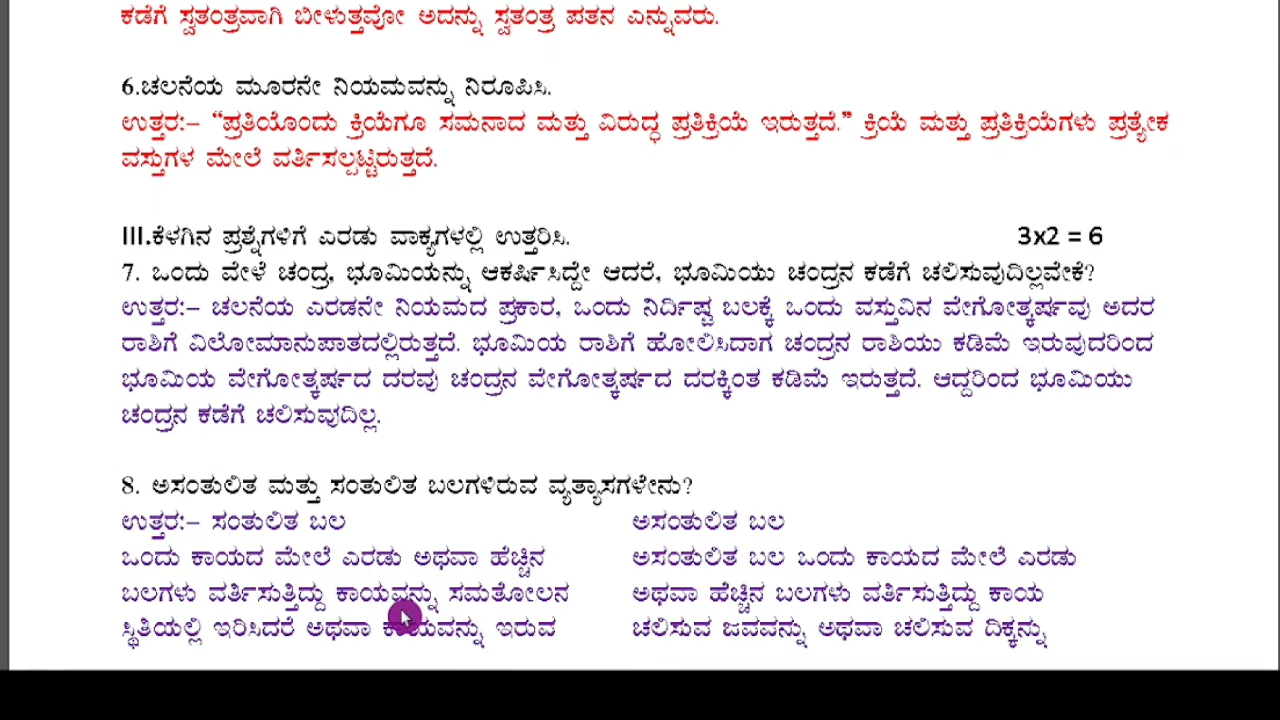 ಕಡೆಗೆ ಸ್ವತಂತ್ರವಾಗಿ ಬೀಳುತ್ತವೋ ಅದನ್ನು ಸ್ವತಂತ್ರ ಪತನ ಎನ್ನುವರು.
6.ಚಲನೆಯ ಮೂರನೇ ನಿಯಮವನ್ನು ನಿರೂಪಿಸಿ.
ಉತ್ತರ:– “ಪ್ರತಿಯೊಂದು ಕ್ರಿಯೆಗೂ ಸಮನಾದ ಮತ್ತು ವಿರುದ್ಧ ಪ್ರತಿಕ್ರಿಯೆ ಇರುತ್ತದೆ.” ಕ್ರಿಯೆ ಮತ್ತು ಪ್ರತಿಕ್ರಿಯೆಗಳು ಪ್ರತ್ಯೇಕ
ವಸ್ತುಗಳ ಮೇಲೆ ವರ್ತಿಸಲ್ಪಟ್ಟಿರುತ್ತದೆ.
III.ಕೆಳಗಿನ ಪ್ರಶ್ನೆಗಳಿಗೆ ಎರಡು ವಾಕ್ಯಗಳಲ್ಲಿ ಉತ್ತರಿಸಿ. 3x2 = 6
7. ಒಂದು ವೇಳೆ ಚಂದ್ರ, ಭೂಮಿಯನ್ನು ಆಕರ್ಷಿಸಿದ್ದೇ ಆದರೆ, ಭೂಮಿಯು ಚಂದ್ರನ ಕಡೆಗೆ ಚಲಿಸುವುದಿಲ್ಲವೇಕೆ?
ಉತ್ತರ:– ಚಲನೆಯ ಎರಡನೇ ನಿಯಮದ ಪ್ರಕಾರ, ಒಂದು ನಿರ್ದಿಷ್ಟ ಬಲಕ್ಕೆ ಒಂದು ವಸ್ತುವಿನ ವೇಗೋತ್ಕರ್ಷವು ಅದರ
ರಾಶಿಗೆ ವಿಲೋಮಾನುಪಾತದಲ್ಲಿರುತ್ತದೆ. ಭೂಮಿಯ ರಾಶಿಗೆ ಹೋಲಿಸಿದಾಗ ಚಂದ್ರನ ರಾಶಿಯು ಕಡಿಮೆ ಇರುವುದರಿಂದ
ಭೂಮಿಯ ವೇಗೋತ್ಕರ್ಷದ ದರವು ಚಂದ್ರನ ವೇಗೋತ್ಕರ್ಷದ ದರಕ್ಕಿಂತ ಕಡಿಮೆ ಇರುತ್ತದೆ. ಆದ್ದರಿಂದ ಭೂಮಿಯು
ಚಂದ್ರನ ಕಡೆಗೆ ಚಲಿಸುವುದಿಲ್ಲ.
8. ಅಸಂತುಲಿತ ಮತ್ತು ಸಂತುಲಿತ ಬಲಗಳಿರುವ ವ್ಯತ್ಯಾಸಗಳೇನು?
ಉತ್ತರ:– ಸಂತುಲಿತ ಬಲ
ಒಂದು ಕಾಯದ ಮೇಲೆ ಎರಡು ಅಥವಾ ಹೆಚ್ಚಿನ
ಬಲಗಳು ವರ್ತಿಸುತ್ತಿದ್ದು ಕಾಯವನ್ನು ಸಮತೋಲನ
ಸ್ಥಿತಿಯಲ್ಲಿ ಇರಿಸಿದರೆ ಅಥವಾ ಕಾಯವನ್ನು ಇರುವ
ಅಸಂತುಲಿತ ಬಲ
ಅಸಂತುಲಿತ ಬಲ ಒಂದು ಕಾಯದ ಮೇಲೆ ಎರಡು
ಅಥವಾ ಹೆಚ್ಚಿನ ಬಲಗಳು ವರ್ತಿಸುತ್ತಿದ್ದು ಕಾಯ
ಚಲಿಸುವ ಜವವನ್ನು ಅಥವಾ ಚಲಿಸುವ ದಿಕ್ಕನ್ನು